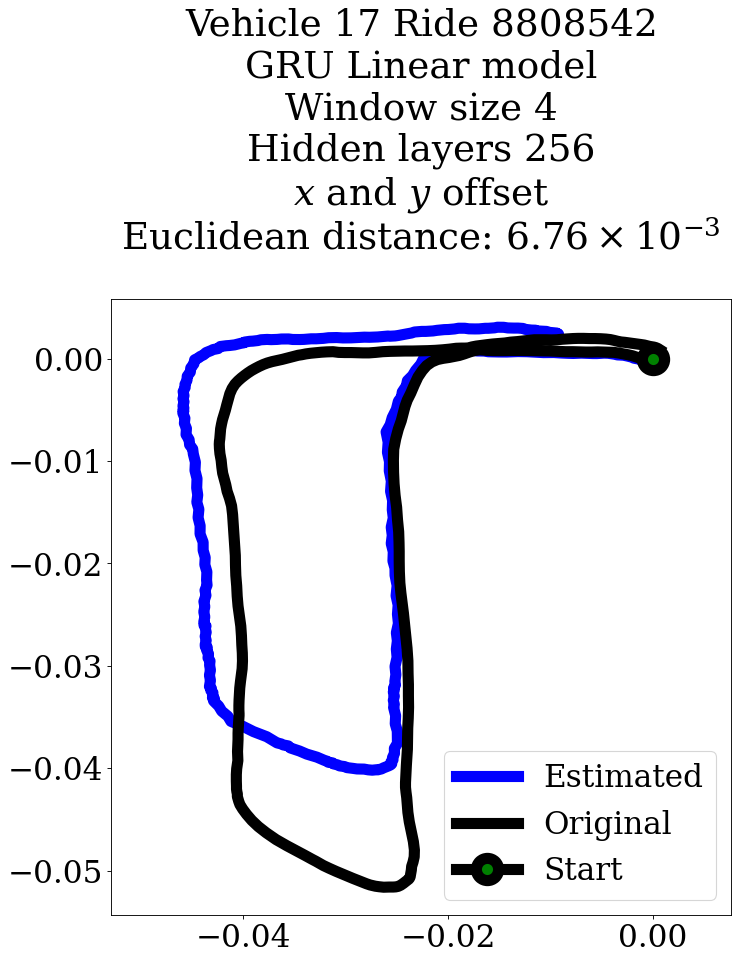 Vehicle 17 Ride 8808542
GRU Linear model
Window size 4
Hidden layers 256
x and y offset
Euclidean distance: 6.76 × 10⁻³
0.00
−0.01
−0.02
−0.03
−0.04
−0.05
Estimated
Original
Start
−0.04 −0.02 0.00